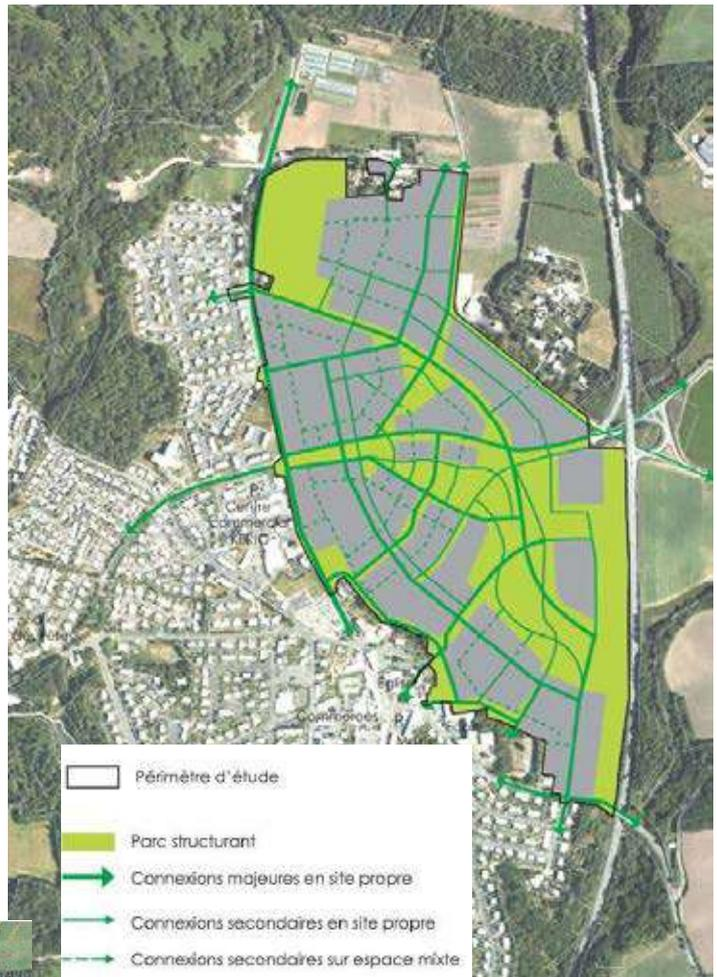 P
Centre
commercial
Commerces
P
Périmètre d'étude
Parc structurant
Connexions majeures en site propre
Connexions secondaires en site propre
Connexions secondaires sur espace mixte